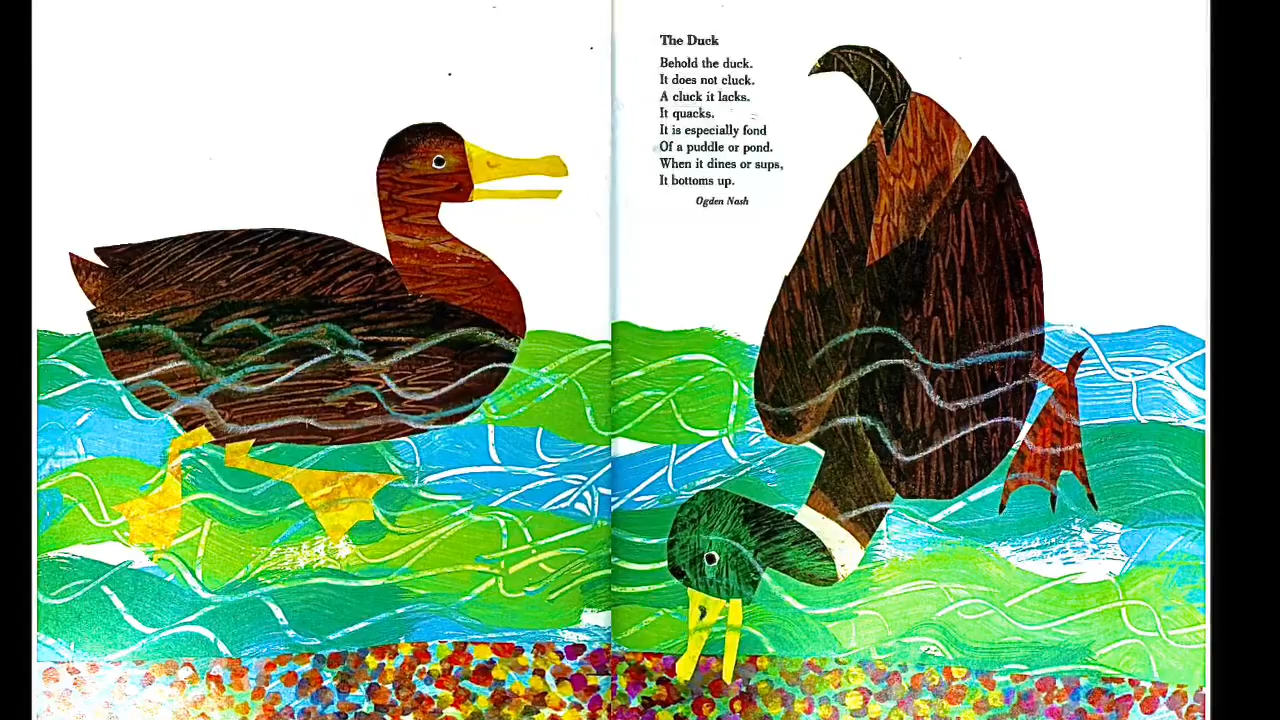 The Duck
Behold the duck.
It does not cluck.
A cluck it lacks.
It quacks.
It is especially fond
Of a puddle or pond.
When it dines or sups,
It bottoms up.
Ogden Nash